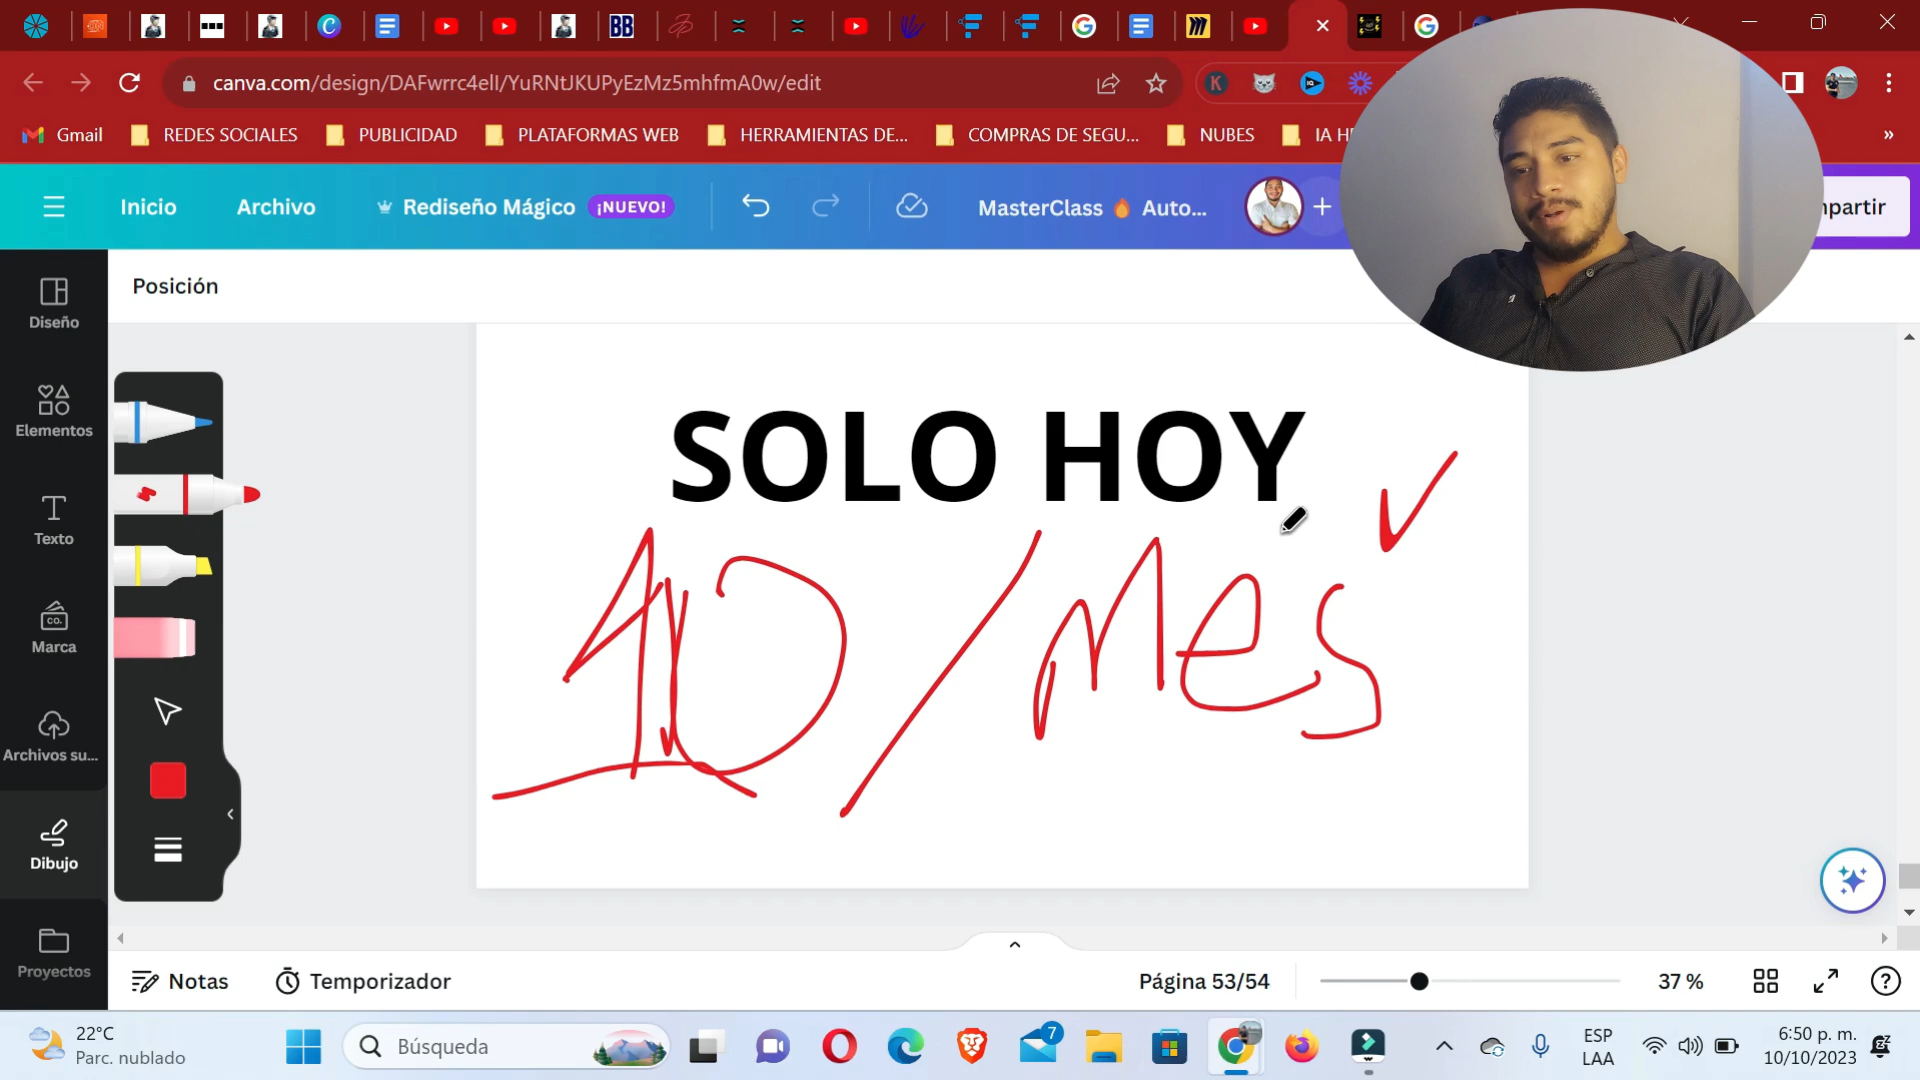 canva.com/design/DAFwrrc4elI/YuRNtJKUPyEzMz5mhfmA0w/edit
Gmail
REDES SOCIALES
PUBLICIDAD
PLATAFORMAS WEB
HERRAMIENTAS DE...
COMPRAS DE SEGU...
NUBES
»
Inicio
Archivo
Rediseño Mágico
¡NUEVO!
MasterClass 🔥 Auto...
Posición
Diseño
Elementos
Texto
Marca
Archivos su...
Dibujo
Proyectos
SOLO HOY
10/Mes
Notas
Temporizador
Página 53/54
37 %
22°C
Parc. nublado
Búsqueda
7
ESP
LAA
6:50 p. m.
10/10/2023